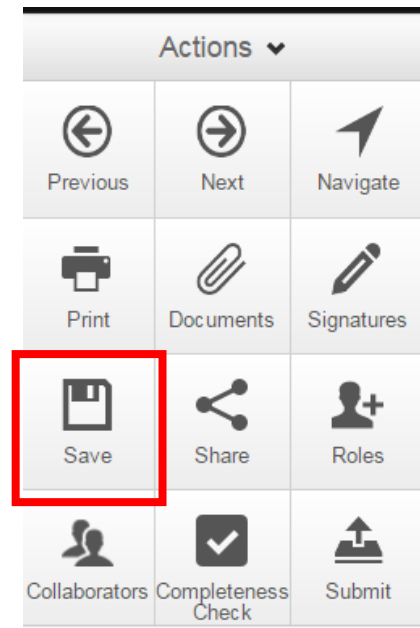 Actions
Previous Next Navigate
Print Documents Signatures
Save Share Roles
Collaborators Completeness Check Submit